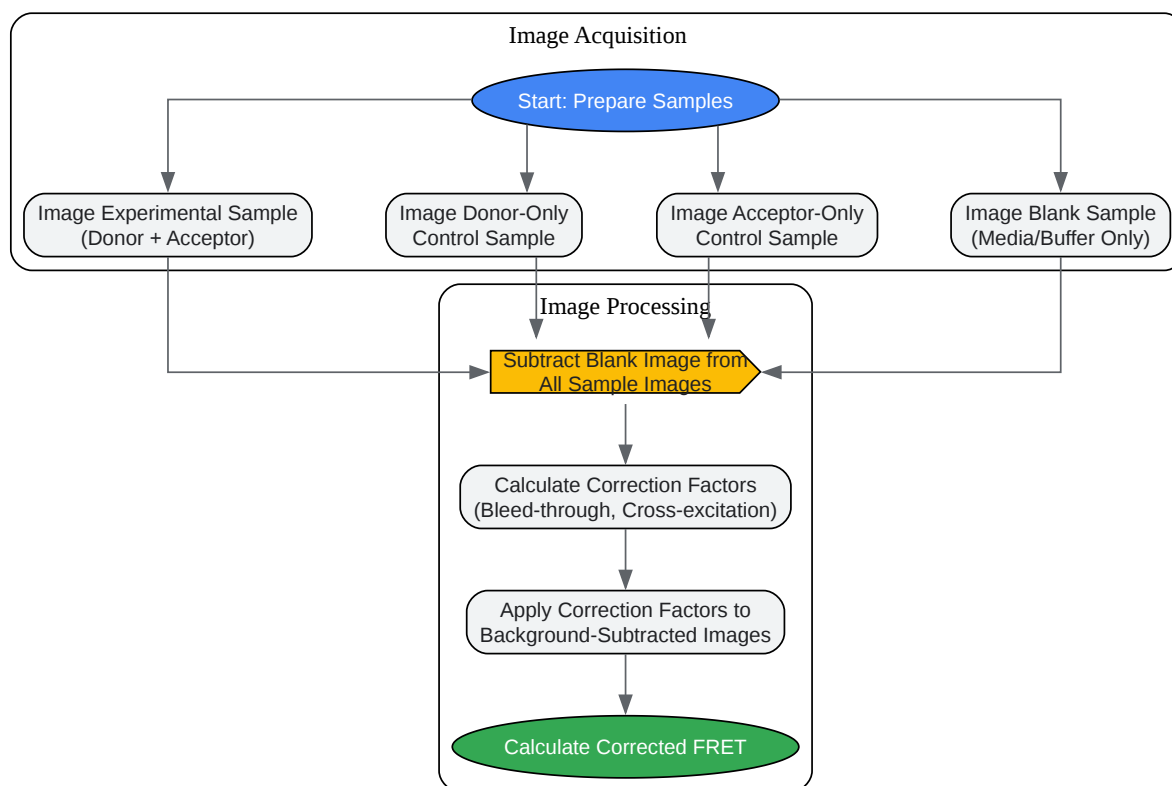 Image Acquisition
Start: Prepare Samples
Image Experimental Sample
(Donor + Acceptor)
Image Donor-Only
Control Sample
Image Acceptor-Only
Control Sample
Image Blank Sample
(Media/Buffer Only)
Image Processing
Subtract Blank Image from
All Sample Images
Calculate Correction Factors
(Bleed-through, Cross-excitation)
Apply Correction Factors to
Background-Subtracted Images
Calculate Corrected FRET